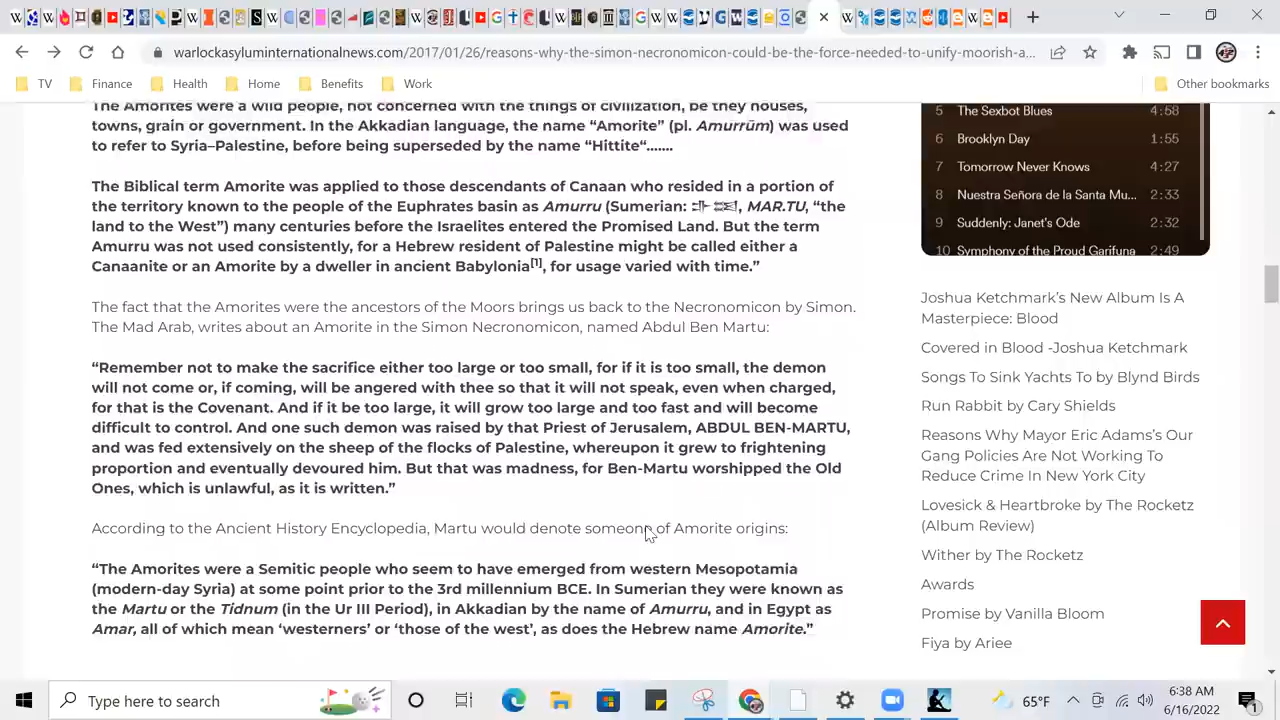 warlockasyluminternationalnews.com/2017/01/26/reasons-why-the-simon-necronomicon-could-be-the-force-needed-to-unify-moorish-a...
TV
Finance
Health
Home
Benefits
Work
Other bookmarks
The Amorites were a wild people, not concerned with the things of civilization, be they houses,
towns, grain or government. In the Akkadian language, the name “Amorite” (pl. Amurrūm) was used
to refer to Syria–Palestine, before being superseded by the name “Hittite“…….
The Biblical term Amorite was applied to those descendants of Canaan who resided in a portion of
the territory known to the people of the Euphrates basin as Amurru (Sumerian: MAR.TU, “the
land to the West”) many centuries before the Israelites entered the Promised Land. But the term
Amurru was not used consistently, for a Hebrew resident of Palestine might be called either a
Canaanite or an Amorite by a dweller in ancient Babylonia[1], for usage varied with time.”
The fact that the Amorites were the ancestors of the Moors brings us back to the Necronomicon by Simon.
The Mad Arab, writes about an Amorite in the Simon Necronomicon, named Abdul Ben Martu:
“Remember not to make the sacrifice either too large or too small, for if it is too small, the demon
will not come or, if coming, will be angered with thee so that it will not speak, even when charged,
for that is the Covenant. And if it be too large, it will grow too large and too fast and will become
difficult to control. And one such demon was raised by that Priest of Jerusalem, ABDUL BEN-MARTU,
and was fed extensively on the sheep of the flocks of Palestine, whereupon it grew to frightening
proportion and eventually devoured him. But that was madness, for Ben-Martu worshipped the Old
Ones, which is unlawful, as it is written.”
According to the Ancient History Encyclopedia, Martu would denote someone of Amorite origins:
“The Amorites were a Semitic people who seem to have emerged from western Mesopotamia
(modern-day Syria) at some point prior to the 3rd millennium BCE. In Sumerian they were known as
the Martu or the Tidnum (in the Ur III Period), in Akkadian by the name of Amurru, and in Egypt as
Amar, all of which mean ‘westerners’ or ‘those of the west’, as does the Hebrew name Amorite.”
5 The Sexbot Blues 4:58
6 Brooklyn Day 1:55
7 Tomorrow Never Knows 4:27
8 Nuestra Señora de la Santa Mu... 2:33
9 Suddenly: Janet's Ode 2:32
10 Symphony of the Proud Garifuna 2:49
Joshua Ketchmark’s New Album Is A
Masterpiece: Blood
Covered in Blood -Joshua Ketchmark
Songs To Sink Yachts To by Blynd Birds
Run Rabbit by Cary Shields
Reasons Why Mayor Eric Adams’s Our
Gang Policies Are Not Working To
Reduce Crime In New York City
Lovesick & Heartbroke by The Rocketz
(Album Review)
Wither by The Rocketz
Awards
Promise by Vanilla Boom
Fiya by Ariee
Type here to search
65°F
6:38 AM
6/16/2022
1